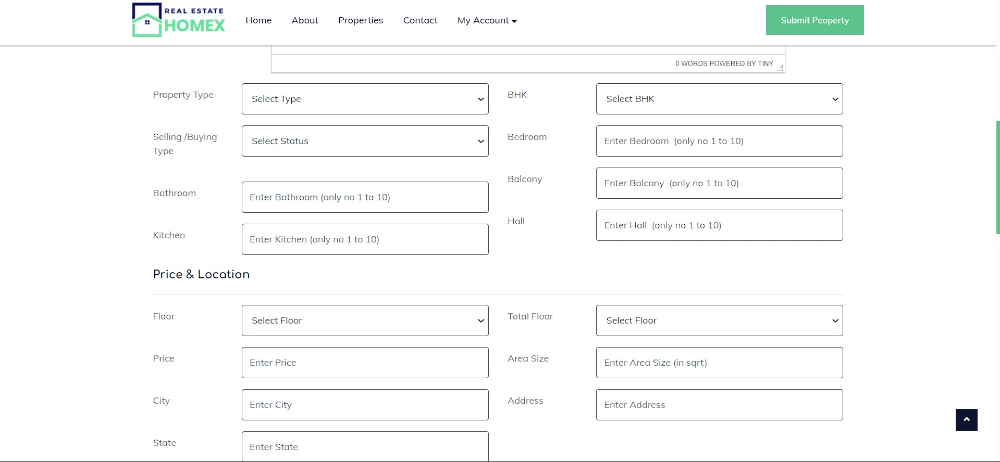 REAL ESTATE
HOMEX
Home About Properties Contact My Account Submit Peoperty
0 WORDS POWERED BY TINY
Property Type Select Type BHK Select BHK
Selling /Buying Select Status Bedroom Enter Bedroom (only no 1 to 10)
Type
Balcony Enter Balcony (only no 1 to 10)
Bathroom Enter Bathroom (only no 1 to 10)
Hall Enter Hall (only no 1 to 10)
Kitchen Enter Kitchen (only no 1 to 10)
Price & Location
Floor Select Floor Total Floor Select Floor
Price Enter Price Area Size Enter Area Size (in sqrt)
City Enter City Address Enter Address
State Enter State